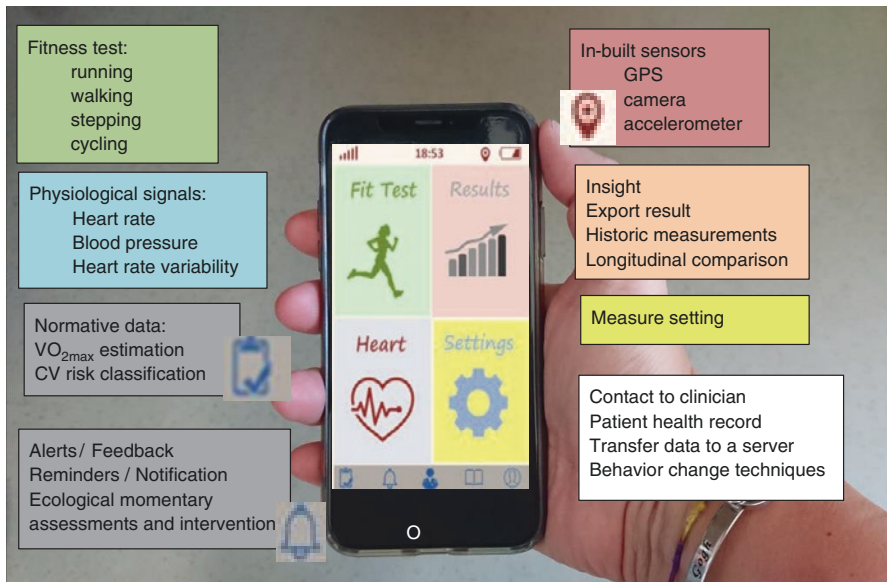 Fitness test:
running
walking
stepping
cycling
Physiological signals:
Heart rate
Blood pressure
Heart rate variability
Normative data:
VO2max estimation
CV risk classification
Alerts / Feedback
Reminders / Notification
Ecological momentary
assessments and intervention
18:53
Fit Test
Results
Heart
Settings
O
In-built sensors
GPS
camera
accelerometer
Insight
Export result
Historic measurements
Longitudinal comparison
Measure setting
Contact to clinician
Patient health record
Transfer data to a server
Behavior change techniques
Gogh